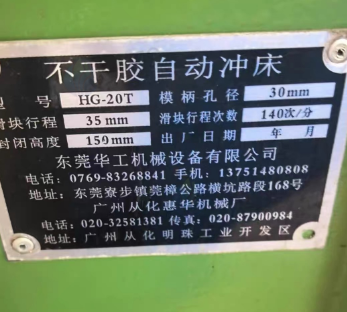 不干胶自动冲床
型 号 HG-20T 模柄孔径 30mm
滑块行程 35mm 滑块行程次数 140次/分
封闭高度 150mm 出厂日期 年 月
东莞华工机械设备有限公司
电话：0769-83268841 手机：13751480808
地址：东莞寮步镇莞樟公路横坑路段168号
广州从化惠华机械厂
电话：020-32581381 传真：020-87900984
地址：广州从化明珠工业开发区